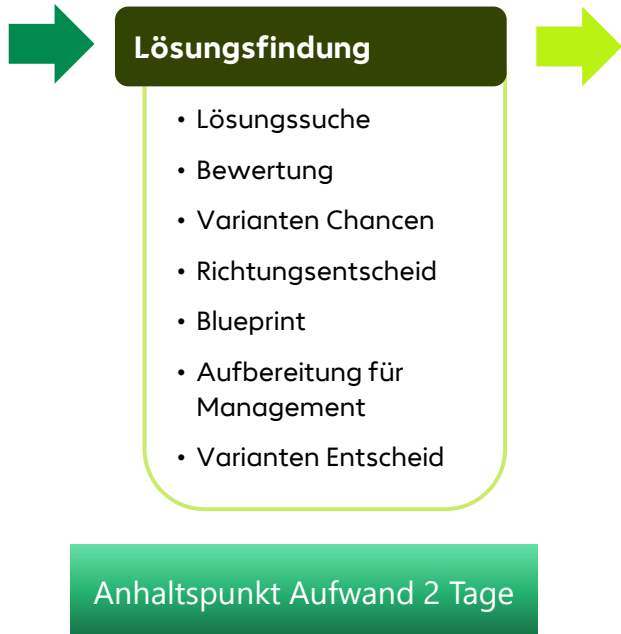 Lösungsfindung
• Lösungssuche
• Bewertung
• Varianten Chancen
• Richtungsentscheid
• Blueprint
• Aufbereitung für
Management
• Varianten Entscheid
Anhaltspunkt Aufwand 2 Tage